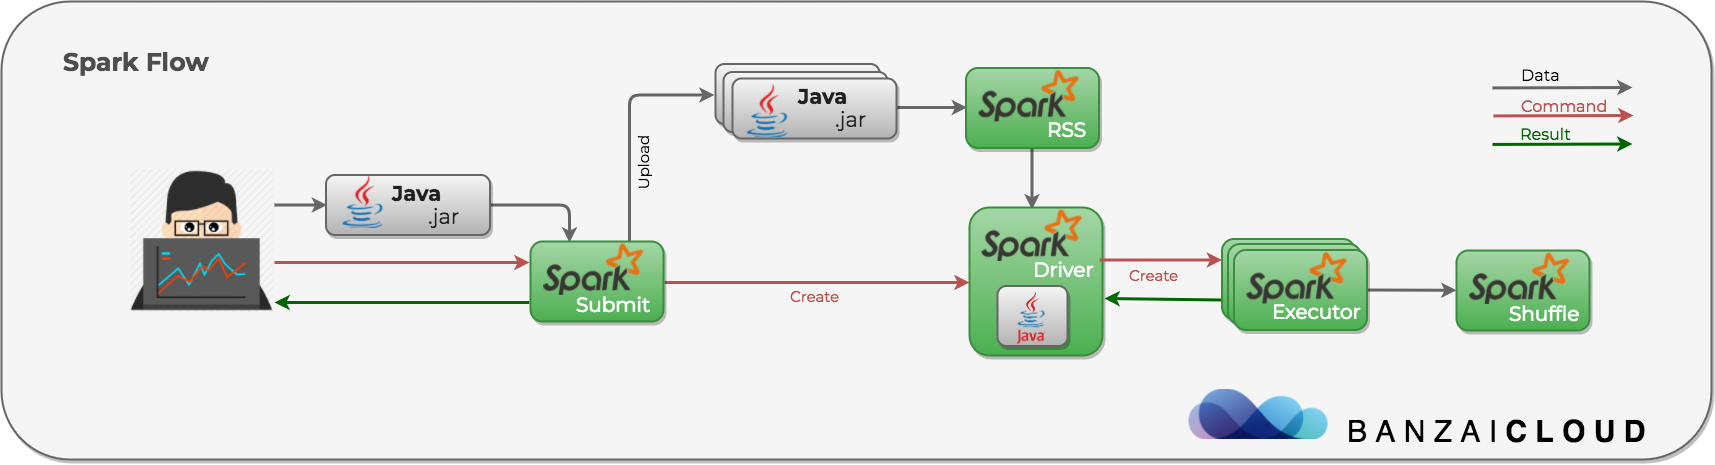 Spark Flow
Data
Command
Result
Upload
Java
.jar
Spark
RSS
Java
.jar
Spark
Submit
Create
Spark
Driver
Java
Create
Spark
Executor
Spark
Shuffle
BANZAICLOUD